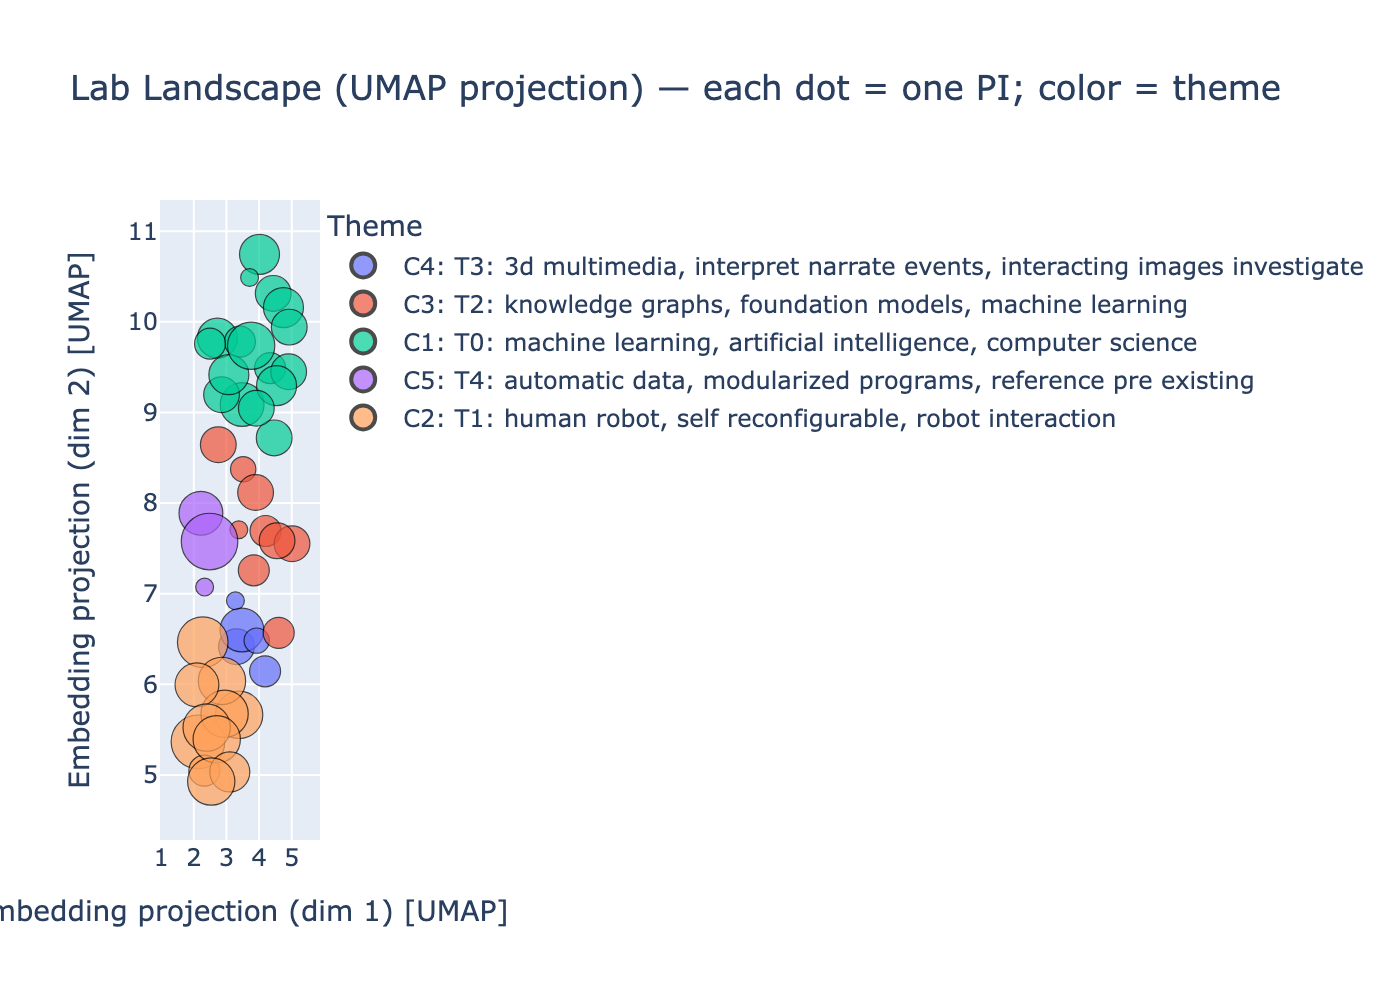 Lab Landscape (UMAP projection) — each dot = one PI; color = theme
Theme
C4: T3: 3d multimedia, interpret narrate events, interacting images investigate
C3: T2: knowledge graphs, foundation models, machine learning
C1: T0: machine learning, artificial intelligence, computer science
C5: T4: automatic data, modularized programs, reference pre existing
C2: T1: human robot, self reconfigurable, robot interaction
Embedding projection (dim 2) [UMAP]
11
10
9
8
7
6
5
1 2 3 4 5
mbedding projection (dim 1) [UMAP]